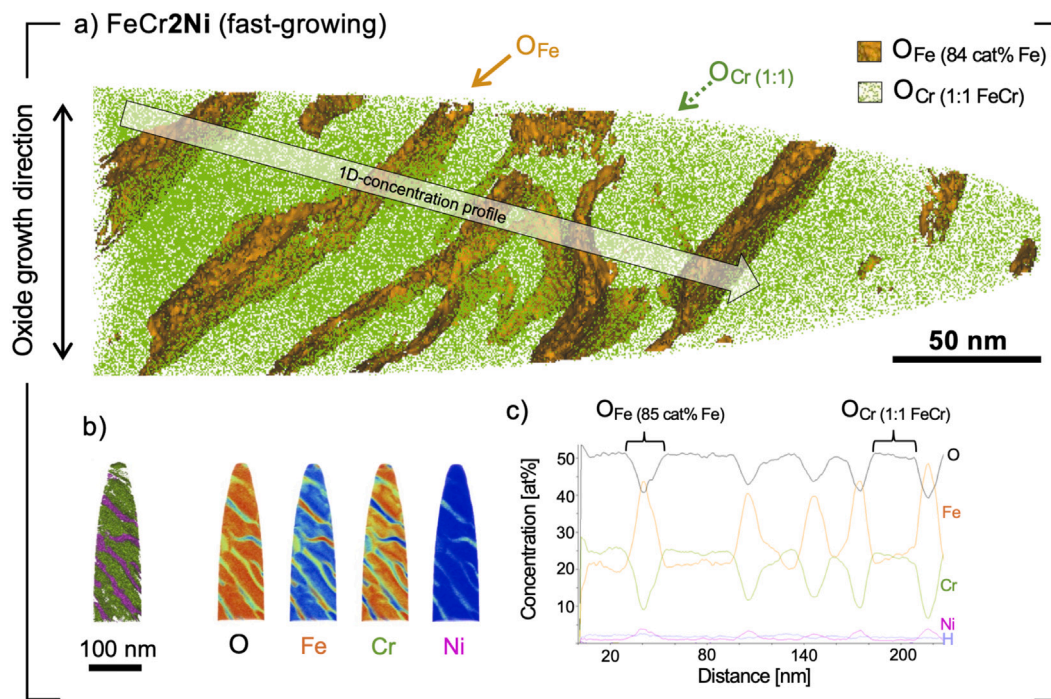 a) FeCr2Ni (fast-growing)
OFe
OCr (1:1)
OFe (84 cat% Fe)
OCr (1:1 FeCr)
Oxide growth direction
1D-concentration profile
50 nm
b)
100 nm
O
Fe
Cr
Ni
c)
OFe (85 cat% Fe)
OCr (1:1 FeCr)
Concentration [at%]
50
40
30
20
10
O
Fe
Cr
Ni
H
20
80
140
200
Distance [nm]